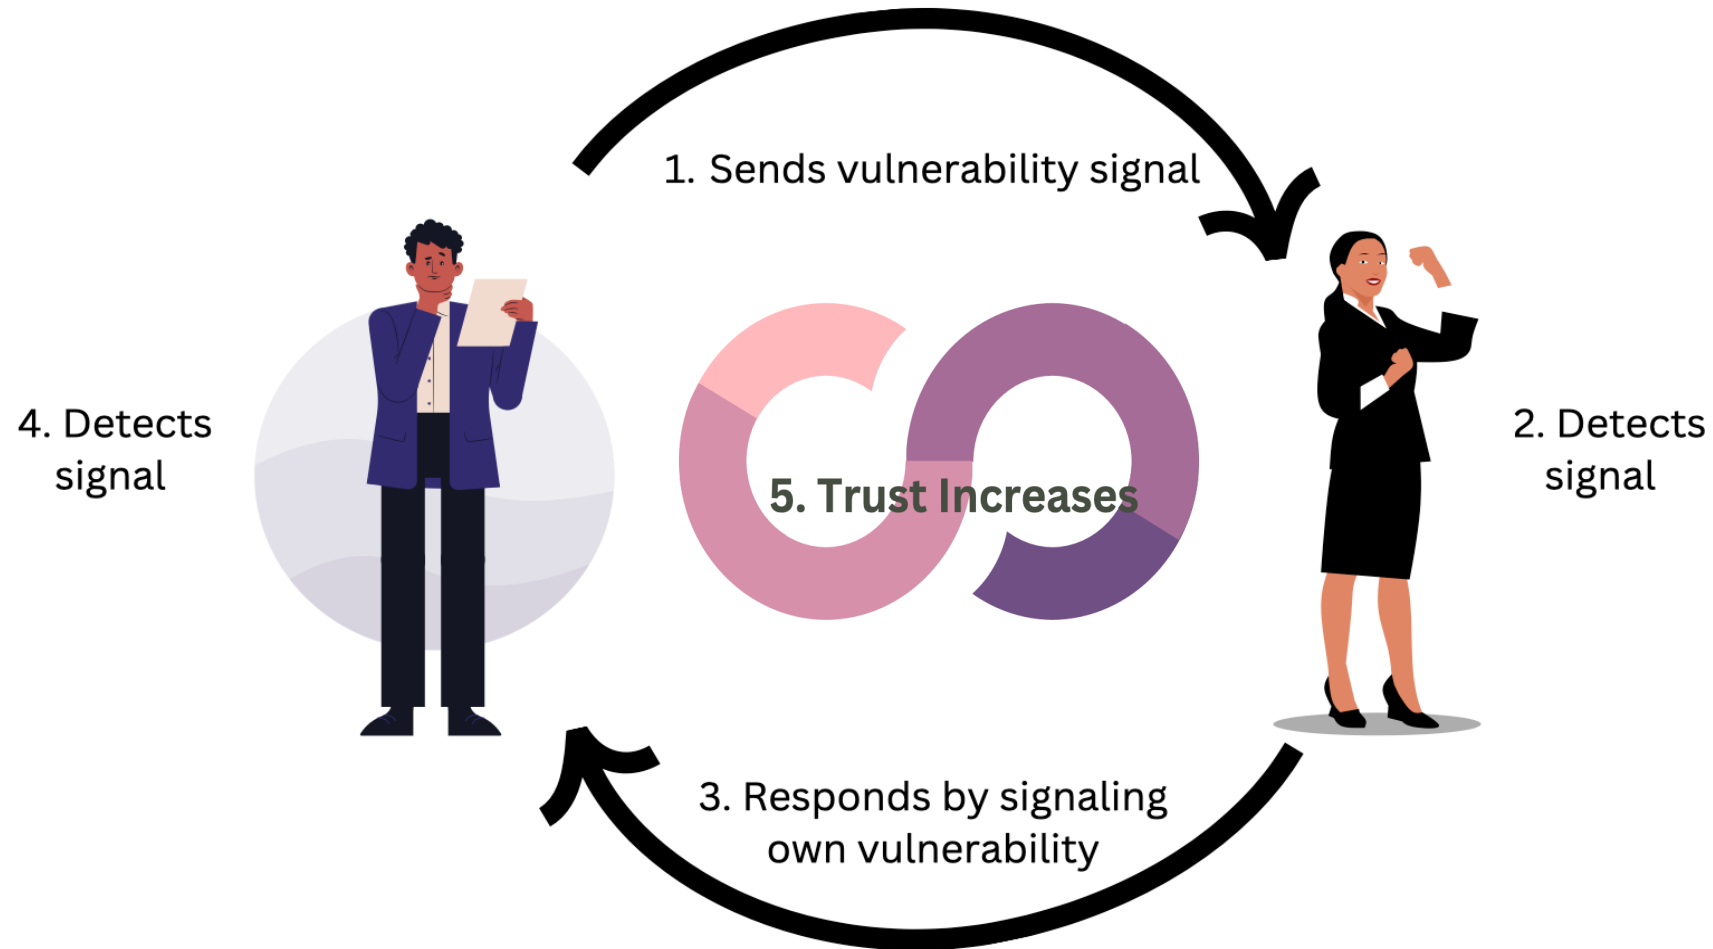 1. Sends vulnerability signal
2. Detects
signal
3. Responds by signaling
own vulnerability
4. Detects
signal
5. Trust Increases